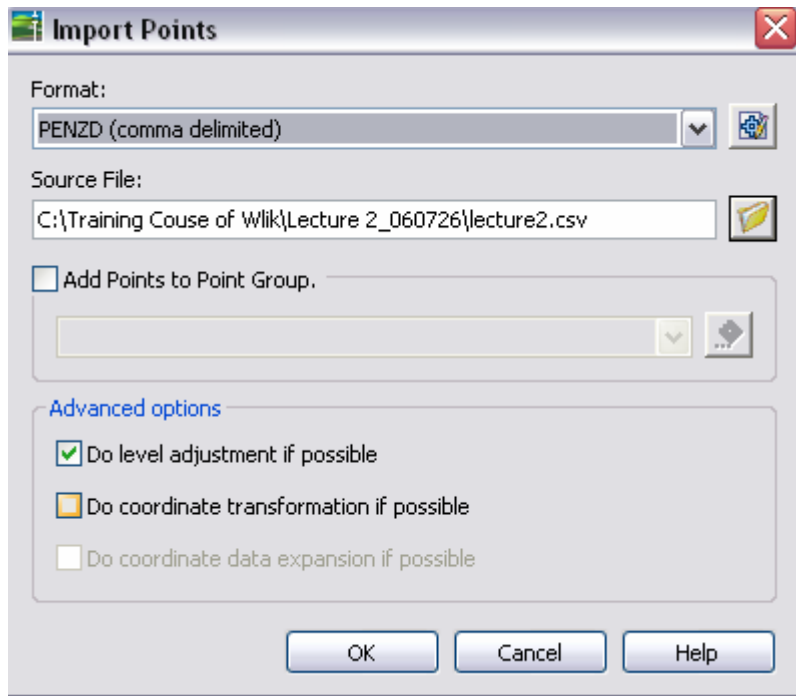 Import Points
Format:
PENZD (comma delimited)
Source File:
C:\Training Couse of Wlik\Lecture 2_060726\lecture2.csv
Add Points to Point Group.
Advanced options
Do level adjustment if possible
Do coordinate transformation if possible
Do coordinate data expansion if possible
OK Cancel Help